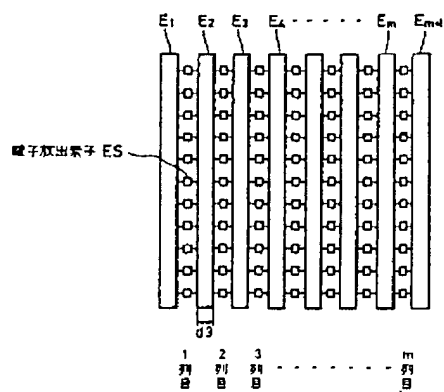 E1 E2 E3 E4 ------- Em Em+1
電子放出素子 ES
d3
1列目 2列目 3列目 ------- m列目